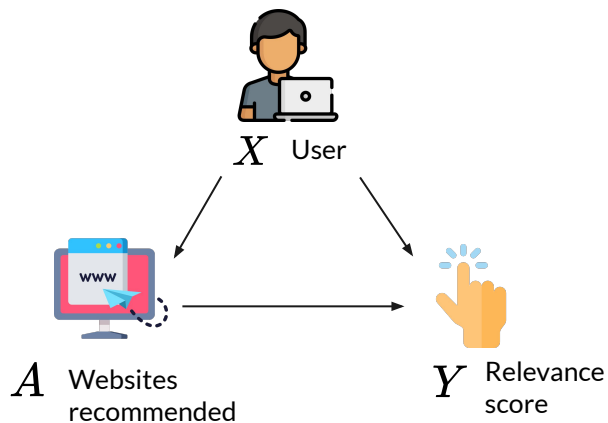 X User
www
A Websites
recommended
Y Relevance
score